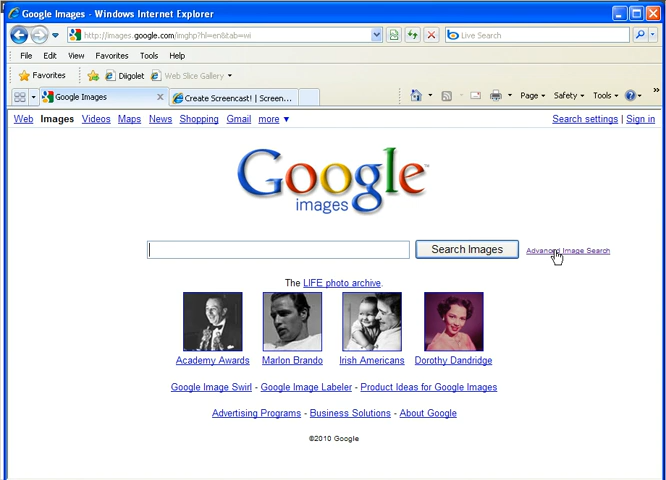 Google Images - Windows Internet Explorer
http://images.google.com/imghp?hl=en&tab=wi
Live Search
File Edit View Favorites Tools Help
Favorites Diigolet Web Slice Gallery
Google Images Create Screencast! | Screen... Page Safety Tools »
Web Images Videos Maps News Shopping Gmail more ▼ Search settings | Sign in
Google™
images
Search Images Advanced Image Search
The LIFE photo archive.
Academy Awards Marlon Brando Irish Americans Dorothy Dandridge
Google Image Swirl - Google Image Labeler - Product Ideas for Google Images
Advertising Programs - Business Solutions - About Google
©2010 Google